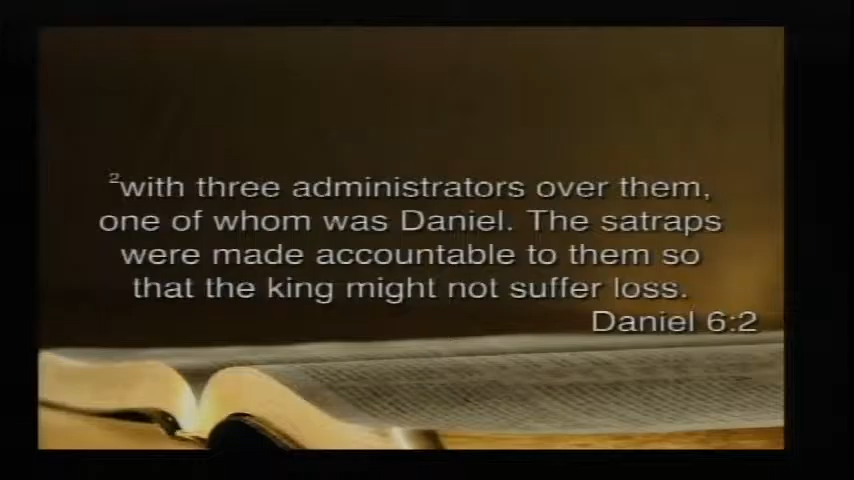 ²with three administrators over them,
one of whom was Daniel. The satraps
were made accountable to them so
that the king might not suffer loss.
Daniel 6:2